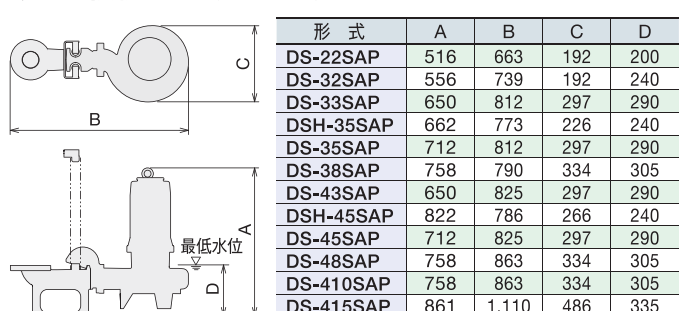 形 式 A B C D
DS-22SAP 516 663 192 200
DS-32SAP 556 739 192 240
DS-33SAP 650 812 297 290
DSH-35SAP 662 773 226 240
DS-35SAP 712 812 297 290
DS-38SAP 758 790 334 305
DS-43SAP 650 825 297 290
DSH-45SAP 822 786 266 240
DS-45SAP 712 825 297 290
DS-48SAP 758 863 334 305
DS-410SAP 758 863 334 305
DS-415SAP 861 1,110 486 335
C
B
A
最低水位
D